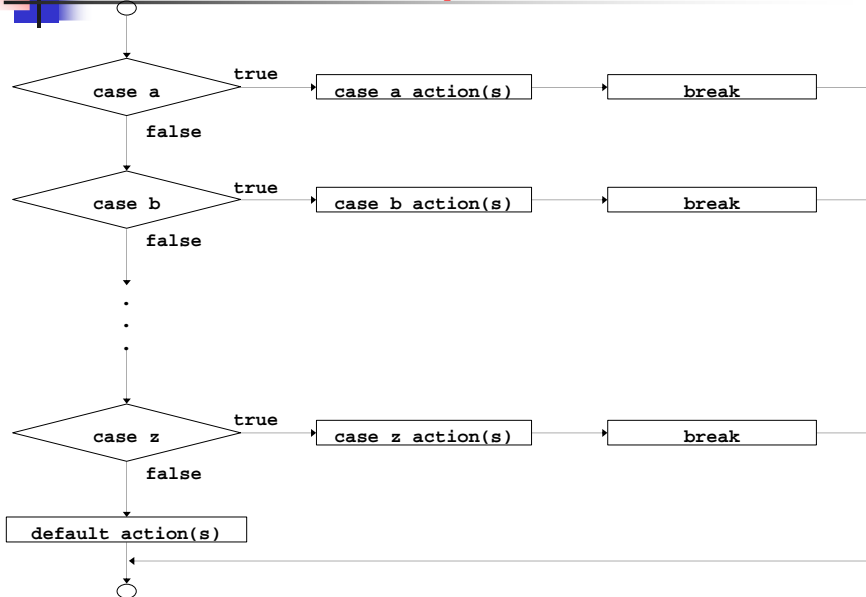 true
case a
case a action(s)
break
false
true
case b
case b action(s)
break
false
.
.
.
true
case z
case z action(s)
break
false
default action(s)